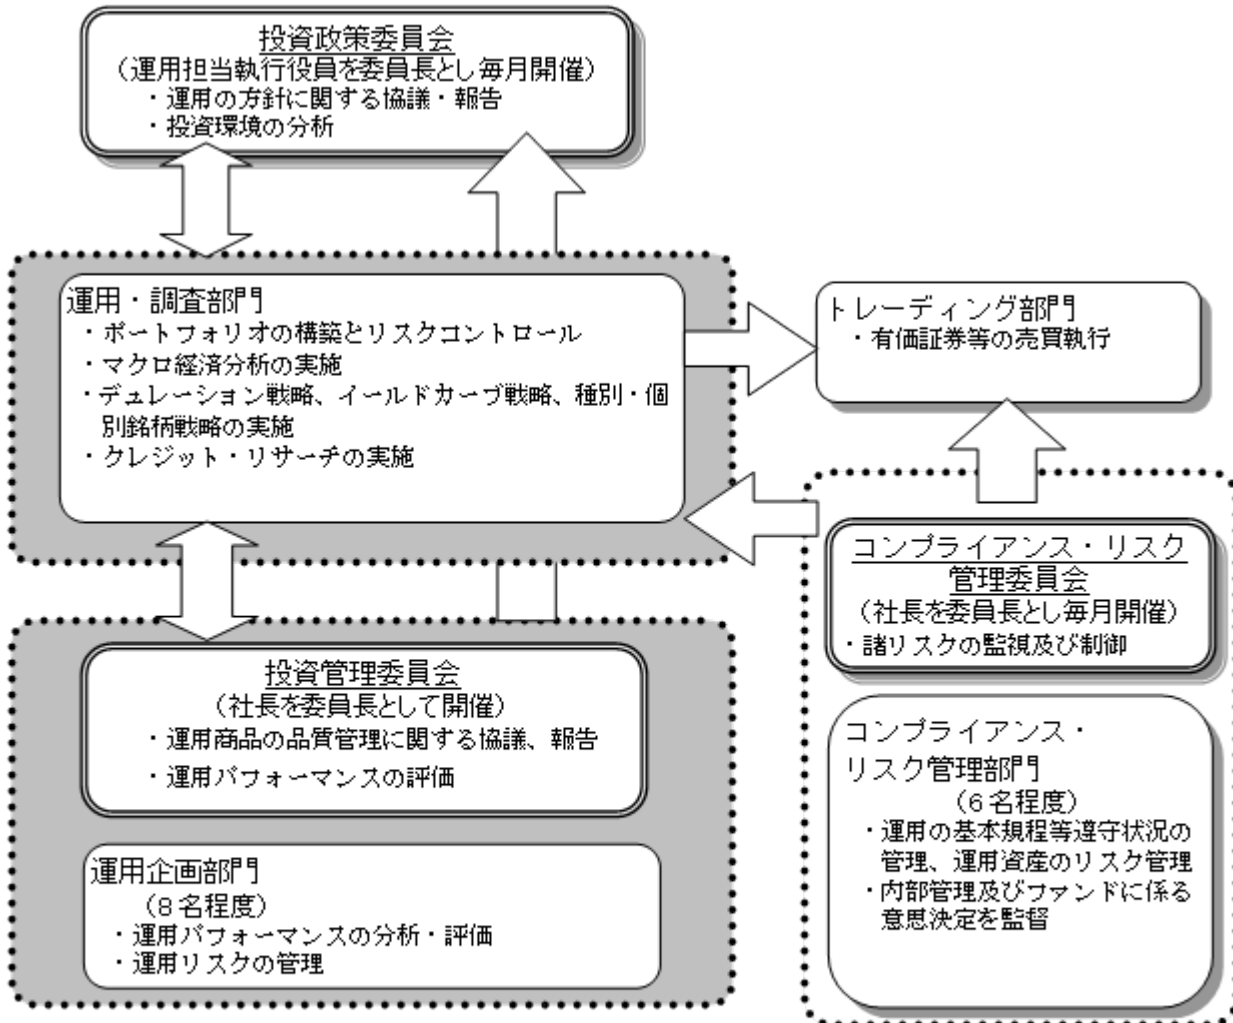 投資政策委員会
(運用担当執行役員を委員長とし毎月開催)
・運用の方針に関する協議・報告
・投資環境の分析
運用・調査部門
・ポートフォリオの構築とリスクコントロール
・マクロ経済分析の実施
・デュレーション戦略、イールドカーブ戦略、種別・個
別銘柄戦略の実施
・クレジット・リサーチの実施
トレーディング部門
・有価証券等の売買執行
投資管理委員会
(社長を委員長として開催)
・運用商品の品質管理に関する協議、報告
・運用パフォーマンスの評価
運用企画部門
(8名程度)
・運用パフォーマンスの分析・評価
・運用リスクの管理
コンプライアンス・リスク
管理委員会
(社長を委員長とし毎月開催)
・諸リスクの監視及び制御
コンプライアンス・
リスク管理部門
(6名程度)
・運用の基本規程等遵守状況の
管理、運用資産のリスク管理
・内部管理及びファンドに係る
意思決定を監督